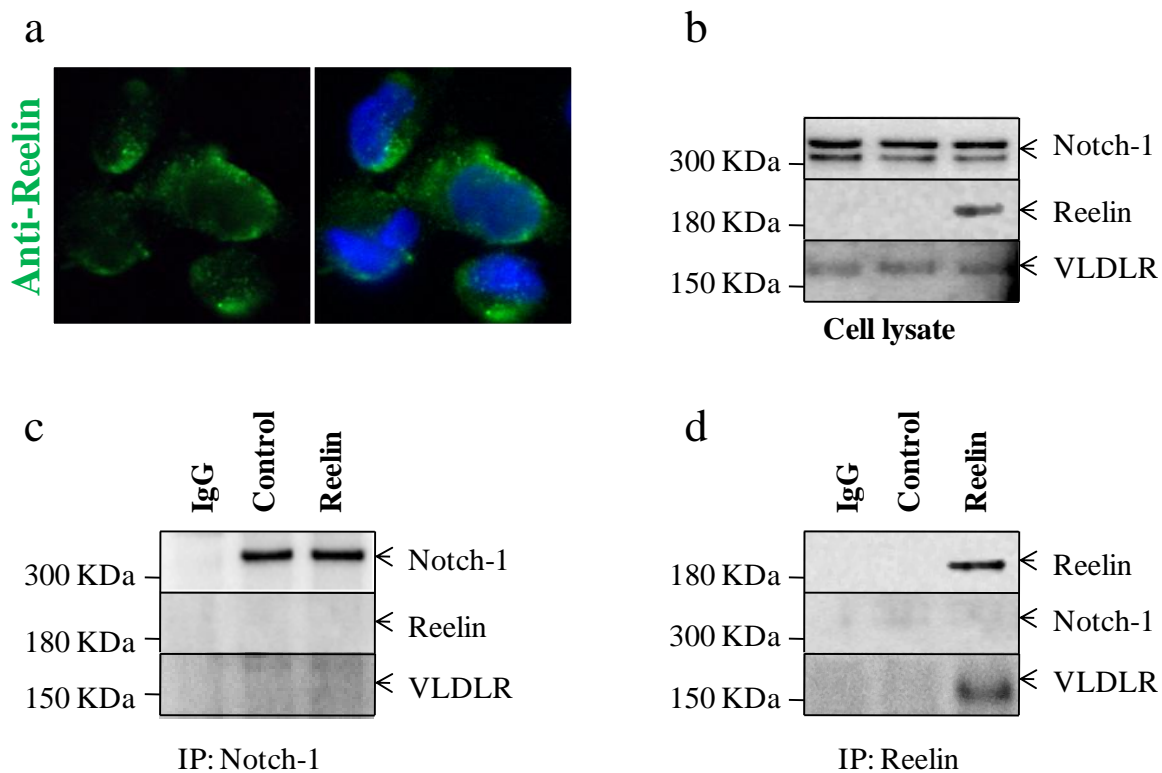 a
Anti-Reelin
b
300 KDa
Notch-1
180 KDa
Reelin
150 KDa
VLDLR
Cell lysate
c
IgG
Control
Reelin
300 KDa
Notch-1
180 KDa
Reelin
150 KDa
VLDLR
IP: Notch-1
d
IgG
Control
Reelin
180 KDa
Reelin
300 KDa
Notch-1
150 KDa
VLDLR
IP: Reelin